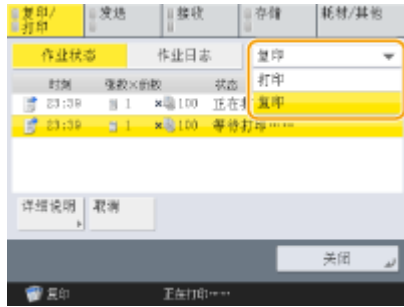 复印/
打印
发送
接收
存储
耗材/其他
作业状态
作业日志
复印
打印
复印
时刻 张数×份数 状态
23:39 1 ×100 正在
23:39 1 ×100 等待打印……
详细说明
取消
关闭
复印 正在打印……